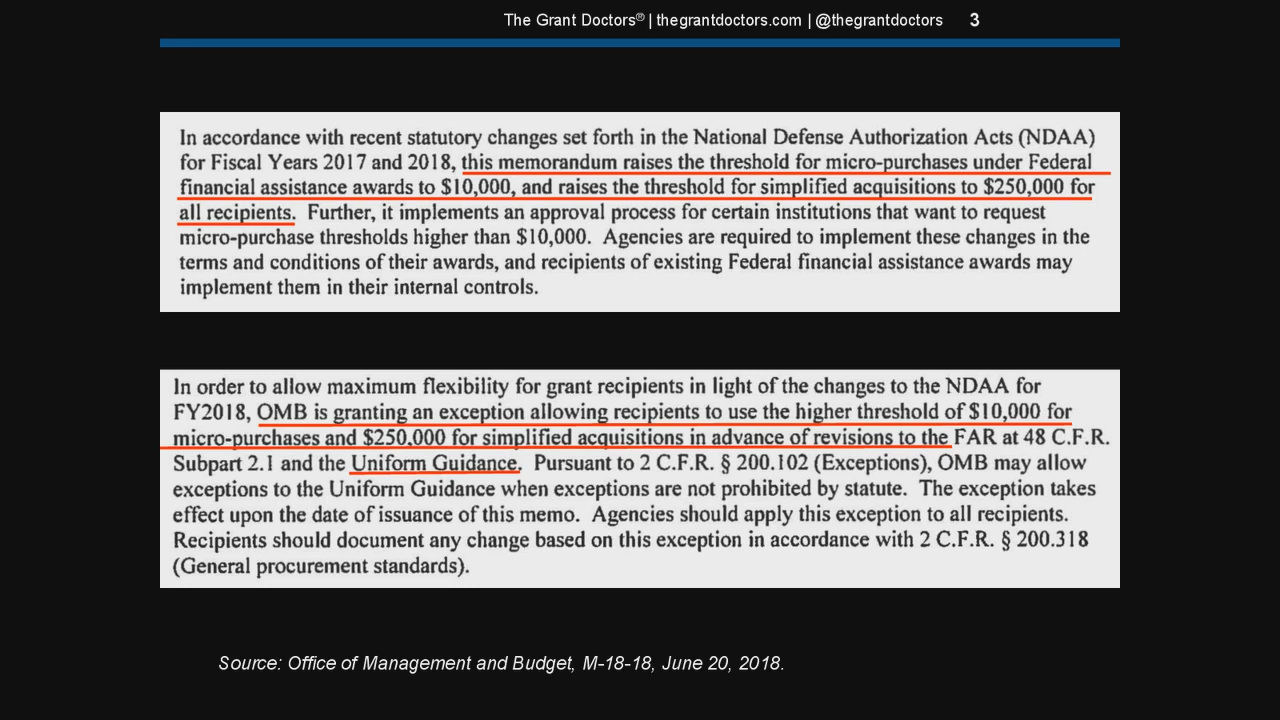 The Grant Doctors® | thegrantdoctors.com | @thegrantdoctors 3
In accordance with recent statutory changes set forth in the National Defense Authorization Acts (NDAA)
for Fiscal Years 2017 and 2018, this memorandum raises the threshold for micro-purchases under Federal
financial assistance awards to $10,000, and raises the threshold for simplified acquisitions to $250,000 for
all recipients. Further, it implements an approval process for certain institutions that want to request
micro-purchase thresholds higher than $10,000. Agencies are required to implement these changes in the
terms and conditions of their awards, and recipients of existing Federal financial assistance awards may
implement them in their internal controls.
In order to allow maximum flexibility for grant recipients in light of the changes to the NDAA for
FY2018, OMB is granting an exception allowing recipients to use the higher threshold of $10,000 for
micro-purchases and $250,000 for simplified acquisitions in advance of revisions to the FAR at 48 C.F.R.
Subpart 2.1 and the Uniform Guidance. Pursuant to 2 C.F.R. § 200.102 (Exceptions), OMB may allow
exceptions to the Uniform Guidance when exceptions are not prohibited by statute. The exception takes
effect upon the date of issuance of this memo. Agencies should apply this exception to all recipients.
Recipients should document any change based on this exception in accordance with 2 C.F.R. § 200.318
(General procurement standards).
Source: Office of Management and Budget, M-18-18, June 20, 2018.